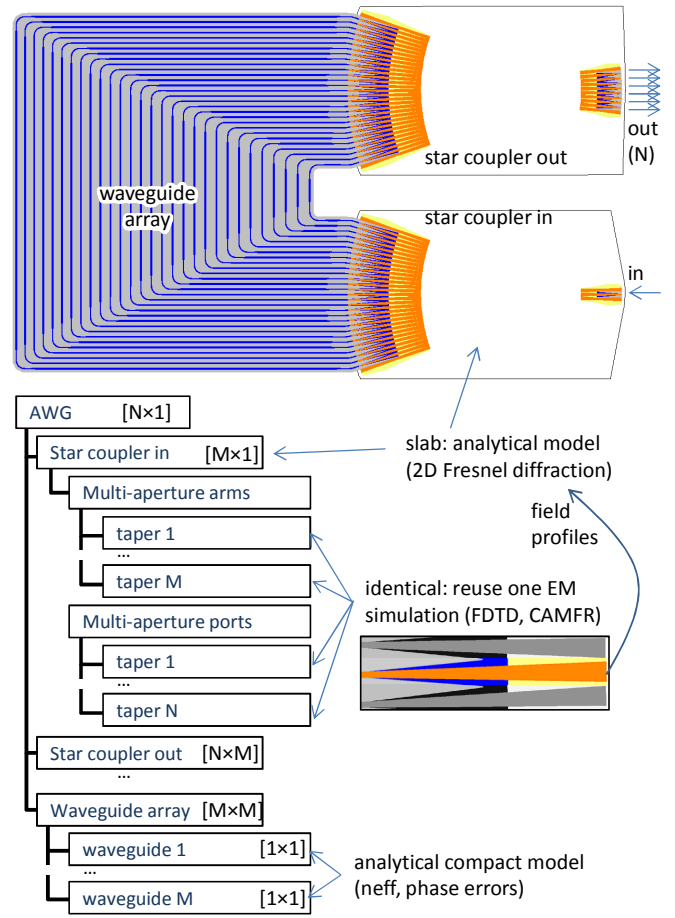 star coupler out
out
(N)
waveguide
array
star coupler in
in
AWG [N×1]
Star coupler in [M×1]
Multi-aperture arms
taper 1
...
taper M
Multi-aperture ports
taper 1
...
taper N
Star coupler out [N×M]
...
Waveguide array [M×M]
waveguide 1 [1×1]
...
waveguide M [1×1]
slab: analytical model
(2D Fresnel diffraction)
field
profiles
identical: reuse one EM
simulation (FDTD, CAMFR)
analytical compact model
(neff, phase errors)